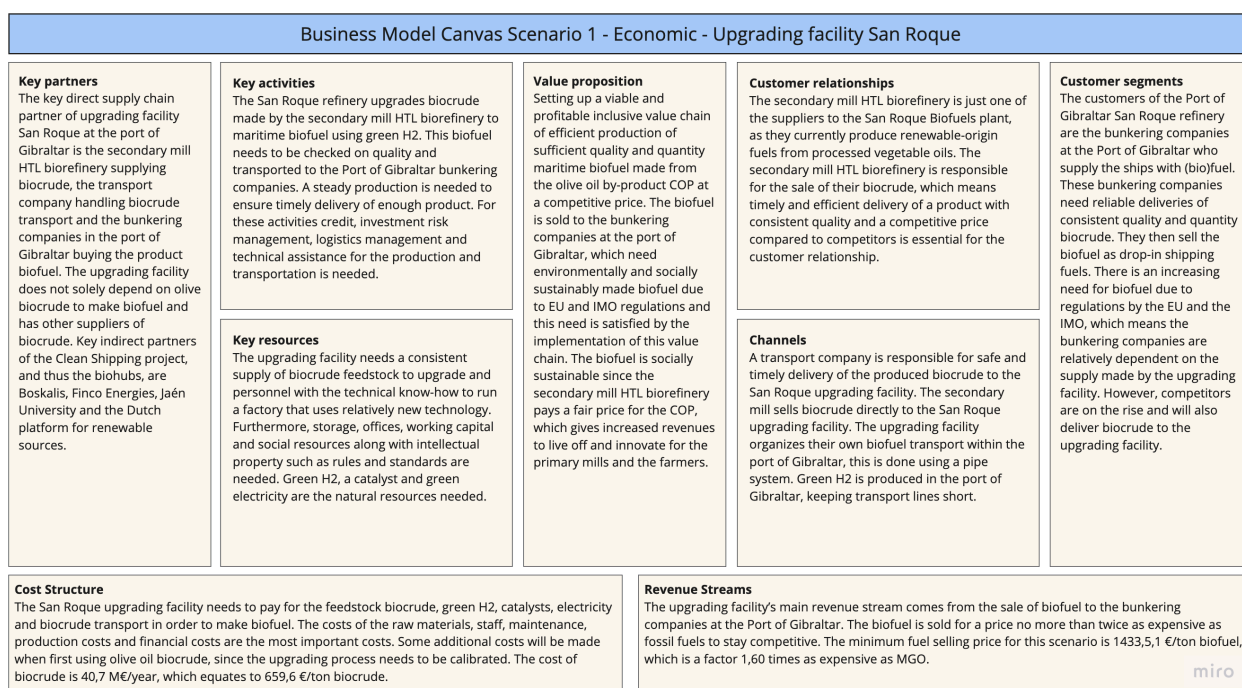 Business Model Canvas Scenario 1 - Economic - Upgrading facility San Roque
Key partners
The key direct supply chain
partner of upgrading facility
San Roque at the port of
Gibraltar is the secondary mill
HTL biorefinery supplying
biocrude, the transport
company handling biocrude
transport and the bunkering
companies in the port of
Gibraltar buying the product
biofuel. The upgrading facility
does not solely depend on olive
biocrude to make biofuel and
has other suppliers of
biocrude. Key indirect partners
of the Clean Shipping project,
and thus the biohubs, are
Boskalis, Finco Energies, Jaén
University and the Dutch
platform for renewable
sources.
Key activities
The San Roque refinery upgrades biocrude
made by the secondary mill HTL biorefinery to
maritime biofuel using green H2. This biofuel
needs to be checked on quality and
transported to the Port of Gibraltar bunkering
companies. A steady production is needed to
ensure timely delivery of enough product. For
these activities credit, investment risk
management, logistics management and
technical assistance for the production and
transportation is needed.
Key resources
The upgrading facility needs a consistent
supply of biocrude feedstock to upgrade and
personnel with the technical know-how to run
a factory that uses relatively new technology.
Furthermore, storage, offices, working capital
and social resources along with intellectual
property such as rules and standards are
needed. Green H2, a catalyst and green
electricity are the natural resources needed.
Value proposition
Setting up a viable and
profitable inclusive value chain
of efficient production of
sufficient quality and quantity
maritime biofuel made from
the olive oil by-product COP at
a competitive price. The biofuel
is sold to the bunkering
companies at the port of
Gibraltar, which need
environmentally and socially
sustainably made biofuel due
to EU and IMO regulations and
this need is satisfied by the
implementation of this value
chain. The biofuel is socially
sustainable since the
secondary mill HTL biorefinery
pays a fair price for the COP,
which gives increased revenues
to live off and innovate for the
primary mills and the farmers.
Customer relationships
The secondary mill HTL biorefinery is just one of
the suppliers to the San Roque Biofuels plant,
as they currently produce renewable-origin
fuels from processed vegetable oils. The
secondary mill HTL biorefinery is responsible
for the sale of their biocrude, which means
timely and efficient delivery of a product with
consistent quality and a competitive price
compared to competitors is essential for the
customer relationship.
Channels
A transport company is responsible for safe and
timely delivery of the produced biocrude to the
San Roque upgrading facility. The secondary
mill sells biocrude directly to the San Roque
upgrading facility. The upgrading facility
organizes their own biofuel transport within the
port of Gibraltar, this is done using a pipe
system. Green H2 is produced in the port of
Gibraltar, keeping transport lines short.
Customer segments
The customers of the Port of
Gibraltar San Roque refinery
are the bunkering companies
at the Port of Gibraltar who
supply the ships with (bio)fuel.
These bunkering companies
need reliable deliveries of
consistent quality and quantity
biocrude. They then sell the
biofuel as drop-in shipping
fuels. There is an increasing
need for biofuel due to
regulations by the EU and the
IMO, which means the
bunkering companies are
relatively dependent on the
supply made by the upgrading
facility. However, competitors
are on the rise and will also
deliver biocrude to the
upgrading facility.
Cost Structure
The San Roque upgrading facility needs to pay for the feedstock biocrude, green H2, catalysts, electricity
and biocrude transport in order to make biofuel. The costs of the raw materials, staff, maintenance,
production costs and financial costs are the most important costs. Some additional costs will be made
when first using olive oil biocrude, since the upgrading process needs to be calibrated. The cost of
biocrude is 40,7 M€/year, which equates to 659,6 €/ton biocrude.
Revenue Streams
The upgrading facility's main revenue stream comes from the sale of biofuel to the bunkering
companies at the Port of Gibraltar. The biofuel is sold for a price no more than twice as expensive as
fossil fuels to stay competitive. The minimum fuel selling price for this scenario is 1433,5,1 €/ton biofuel,
which is a factor 1,60 times as expensive as MGO.
miro